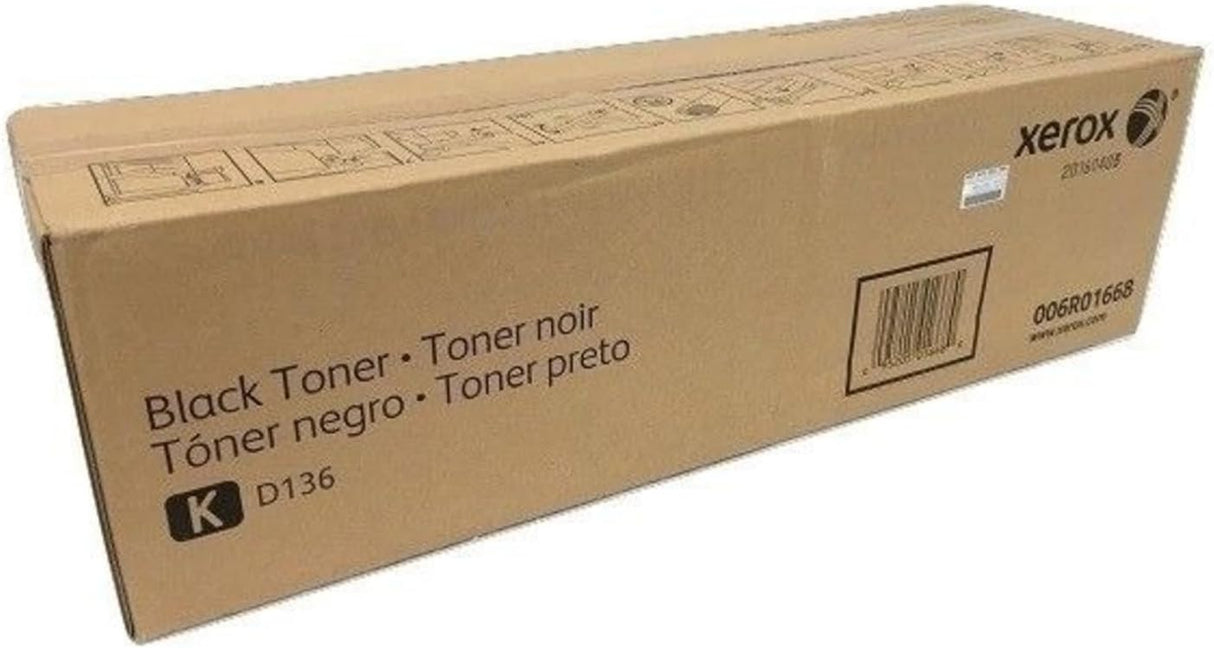 xerox
20160408
Black Toner • Toner noir
Tóner negro • Toner preto
K D136
006R01668
www.xerox.com